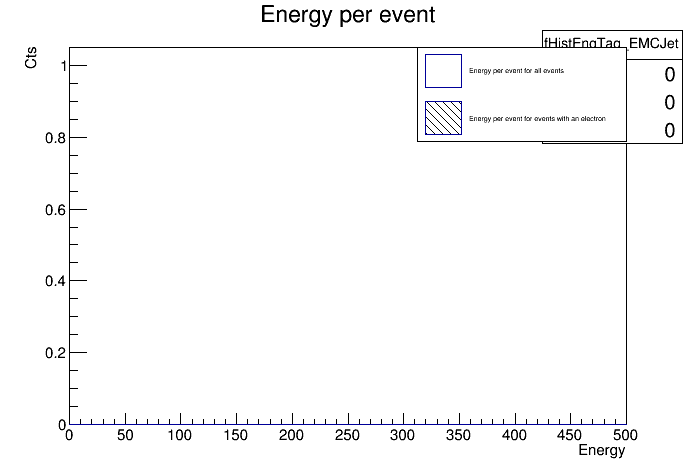 Energy per event
fHistEngTag_EMCJet
0
0
0
Energy per event for all events
Energy per event for events with an electron
Cts
1
0.8
0.6
0.4
0.2
0
0 50 100 150 200 250 300 350 400 450 500
Energy